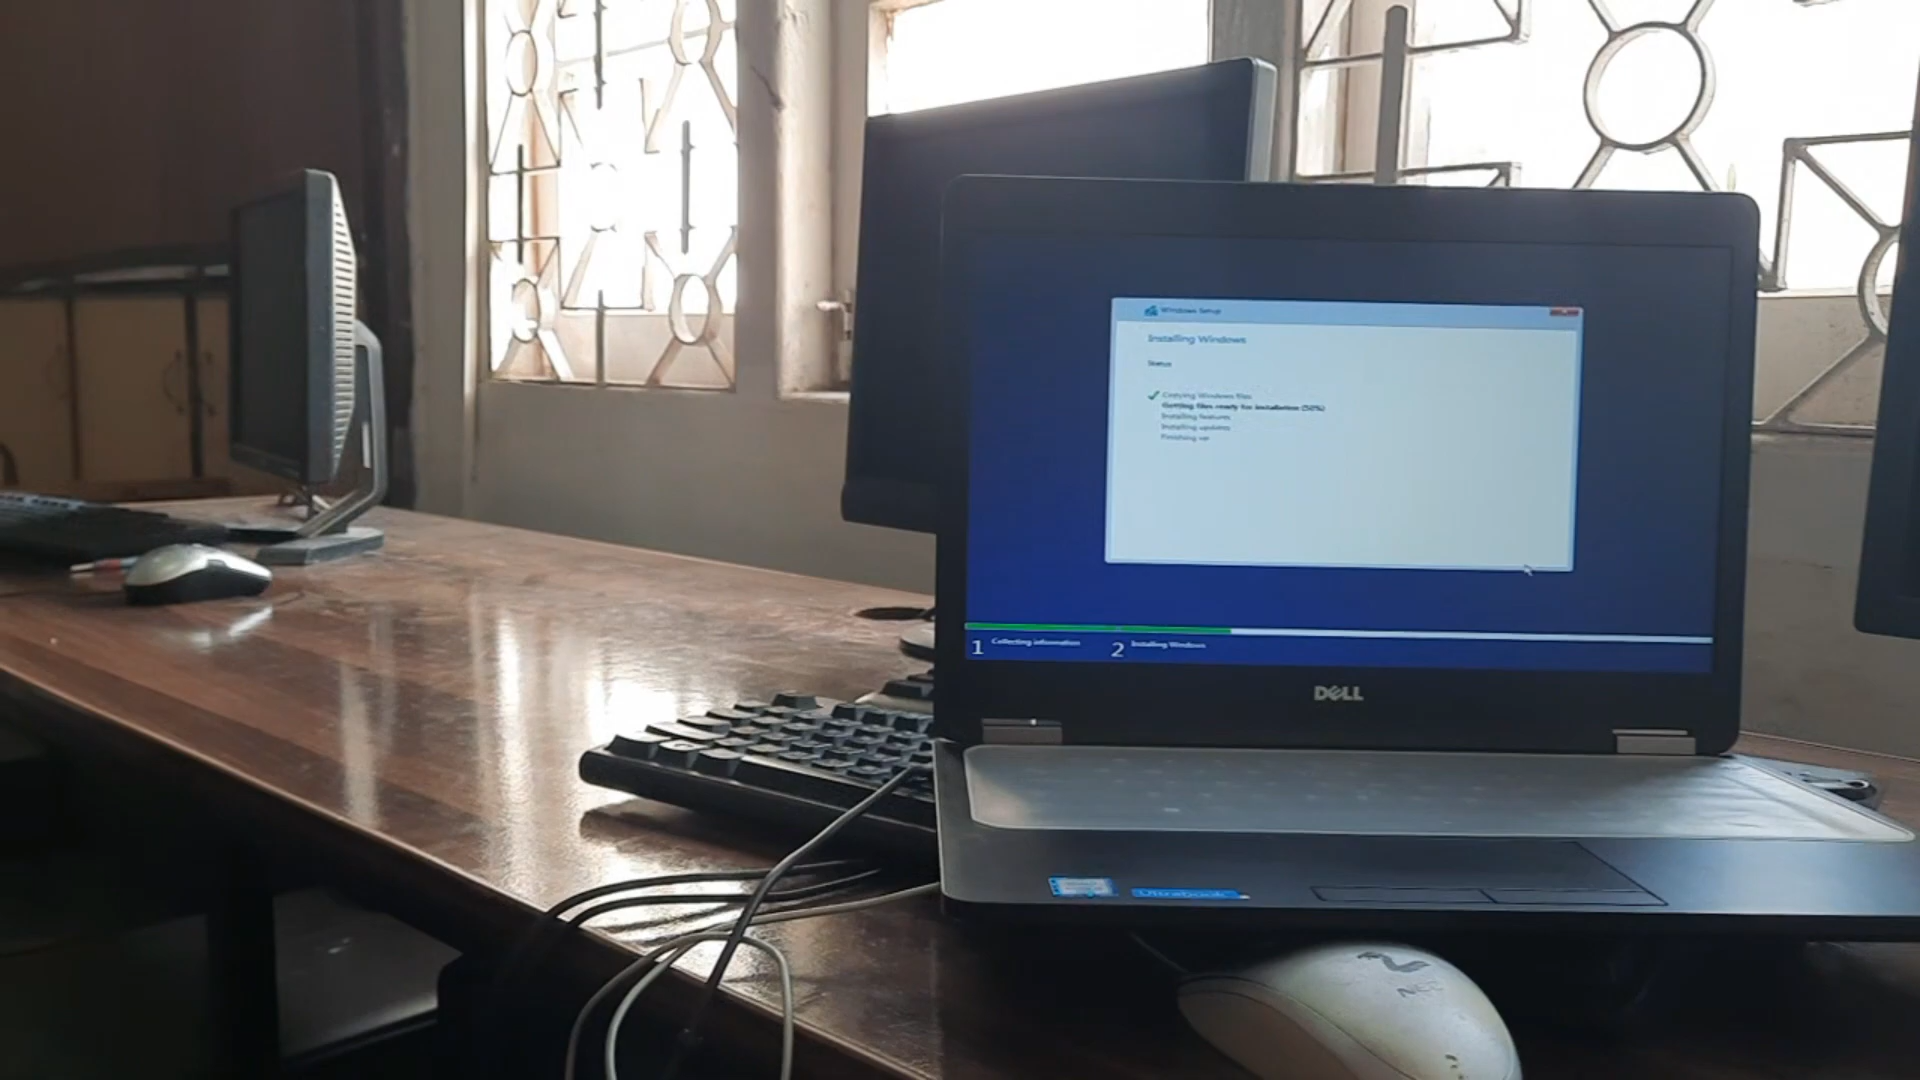 Windows Setup
Installing Windows
Status
Copying Windows files
Getting files ready for installation (52%)
Installing features
Installing updates
Finishing up
1 Collecting information
2 Installing Windows
DELL
Ultrabook